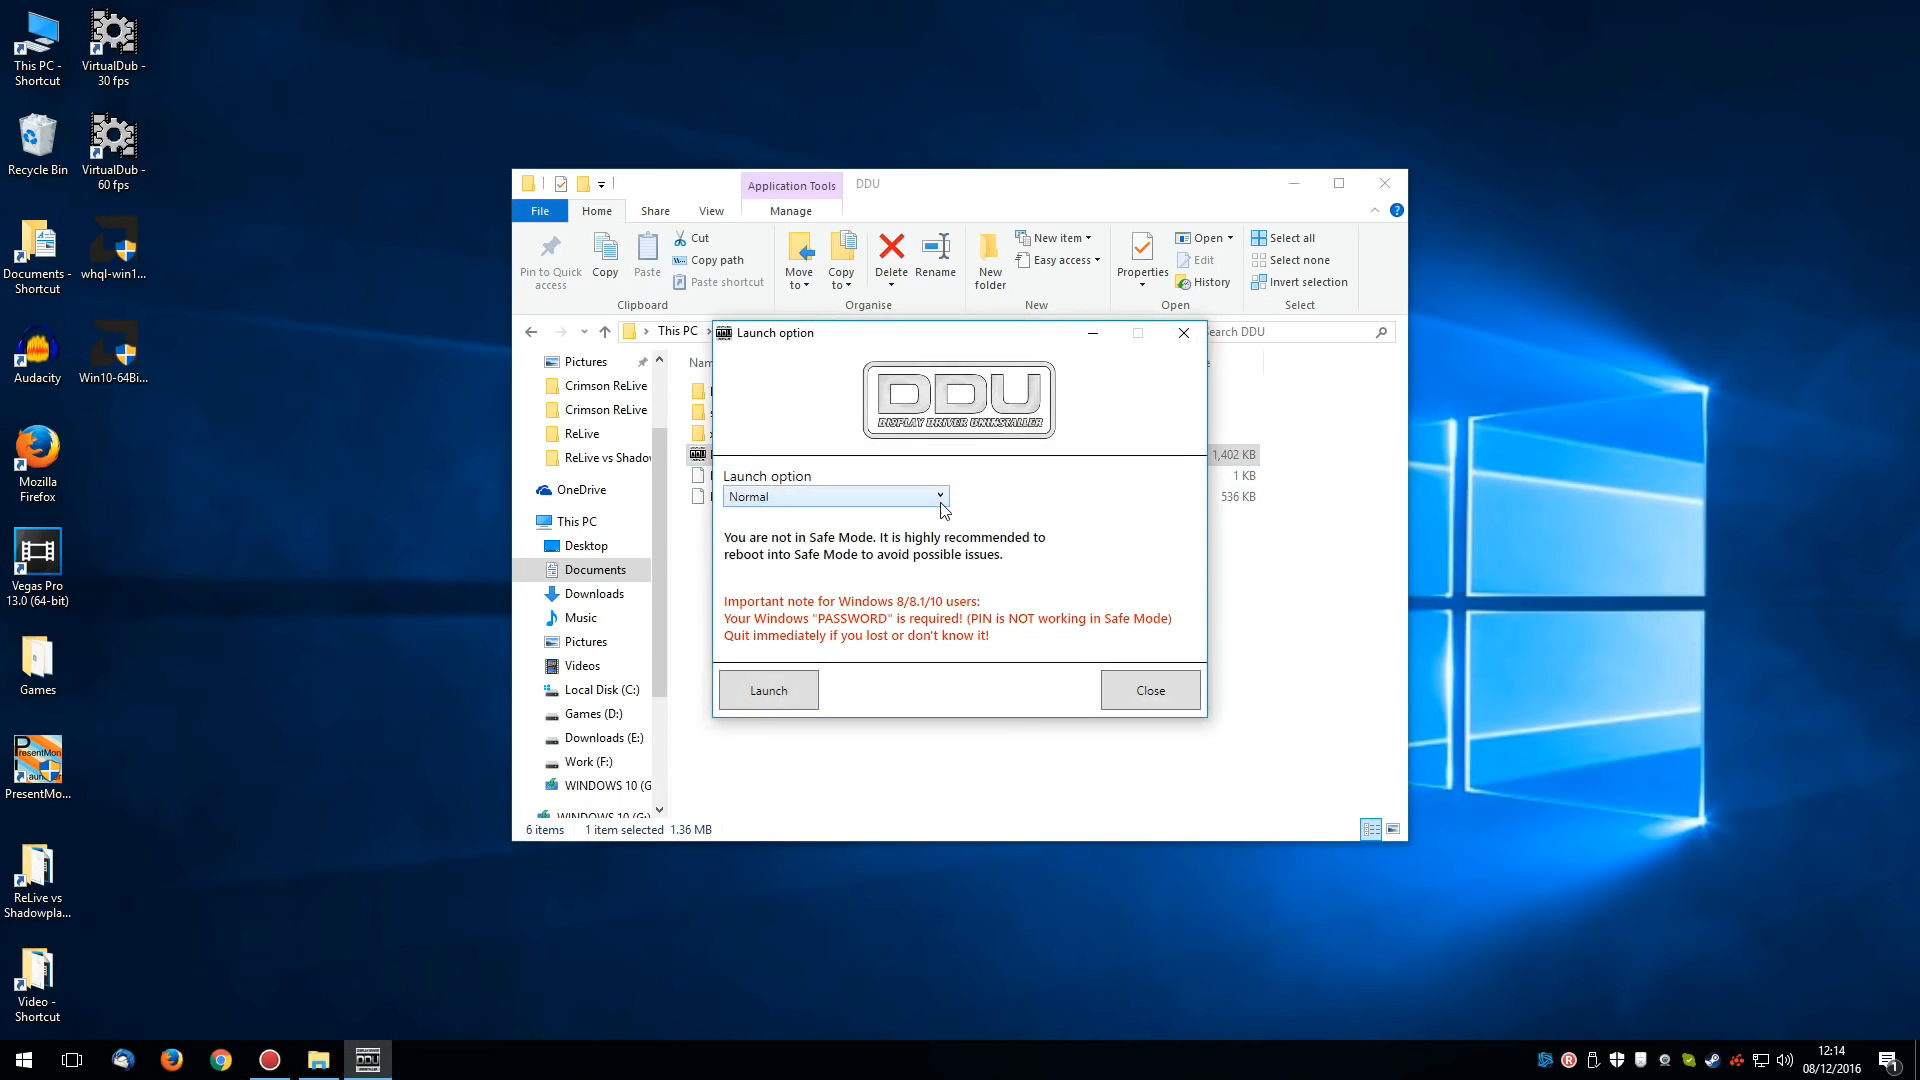 This PC -
Shortcut
VirtualDub -
30 fps
Recycle Bin
VirtualDub -
60 fps
Documents -
Shortcut
whql-win1...
Audacity
Win10-64Bi...
Mozilla
Firefox
Vegas Pro
13.0 (64-bit)
Games
PresentMo...
ReLive vs
Shadowpla...
Video -
Shortcut
Application Tools
DDU
File
Home
Share
View
Manage
Pin to Quick
access
Copy
Paste
Cut
Copy path
Paste shortcut
Clipboard
Move
to
Copy
to
Delete
Rename
Organise
New
folder
New item
Easy access
New
Properties
Open
Edit
History
Open
Select all
Select none
Invert selection
Select
This PC
Search DDU
Pictures
Crimson ReLive
Crimson ReLive
ReLive
ReLive vs Shadow
OneDrive
This PC
Desktop
Documents
Downloads
Music
Pictures
Videos
Local Disk (C:)
Games (D:)
Downloads (E:)
Work (F:)
WINDOWS 10 (G
WINDOWS 10 (G:)
1,402 KB
1 KB
536 KB
6 items
1 item selected 1.36 MB
Launch option
DDU
DISPLAY DRIVER UNINSTALLER
Launch option
Normal
You are not in Safe Mode. It is highly recommended to
reboot into Safe Mode to avoid possible issues.
Important note for Windows 8/8.1/10 users:
Your Windows "PASSWORD" is required! (PIN is NOT working in Safe Mode)
Quit immediately if you lost or don't know it!
Launch
Close
DDU
12:14
08/12/2016
1